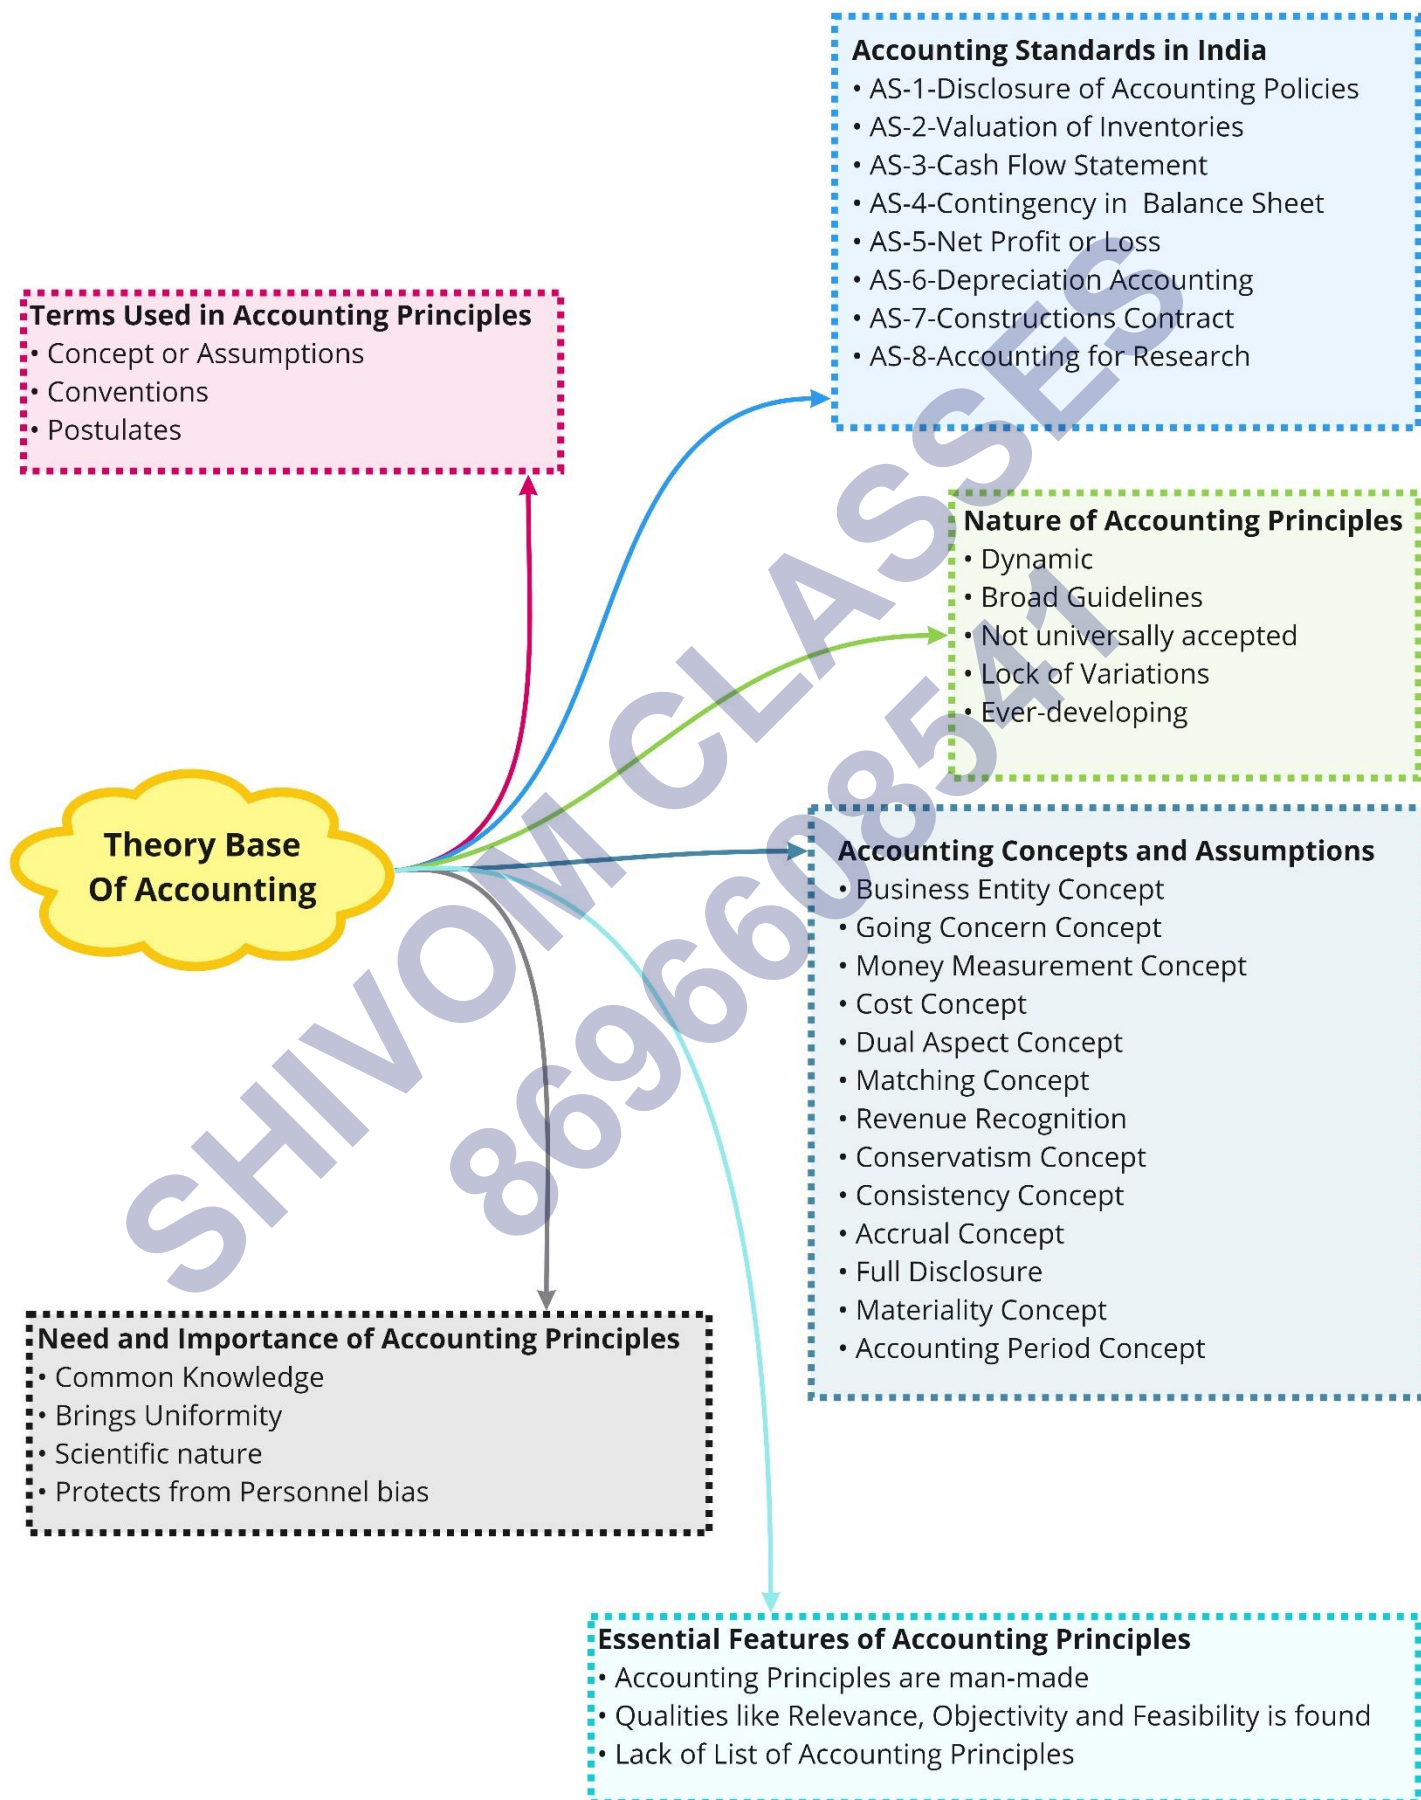 Accounting Standards in India
• AS-1-Disclosure of Accounting Policies
• AS-2-Valuation of Inventories
• AS-3-Cash Flow Statement
• AS-4-Contingency in  Balance Sheet
• AS-5-Net Profit or Loss
• AS-6-Depreciation Accounting
• AS-7-Constructions Contract
• AS-8-Accounting for Research
Terms Used in Accounting Principles
• Concept or Assumptions
• Conventions
• Postulates
Nature of Accounting Principles
• Dynamic
• Broad Guidelines
• Not universally accepted
• Lock of Variations
• Ever-developing
Theory Base
Of Accounting
Accounting Concepts and Assumptions
• Business Entity Concept
• Going Concern Concept
• Money Measurement Concept
• Cost Concept
• Dual Aspect Concept
• Matching Concept
• Revenue Recognition
• Conservatism Concept
• Consistency Concept
• Accrual Concept
• Full Disclosure
• Materiality Concept
• Accounting Period Concept
Need and Importance of Accounting Principles
• Common Knowledge
• Brings Uniformity
• Scientific nature
• Protects from Personnel bias
Essential Features of Accounting Principles
• Accounting Principles are man-made
• Qualities like Relevance, Objectivity and Feasibility is found
• Lack of List of Accounting Principles
SHIVOM CLASSES
8696608541